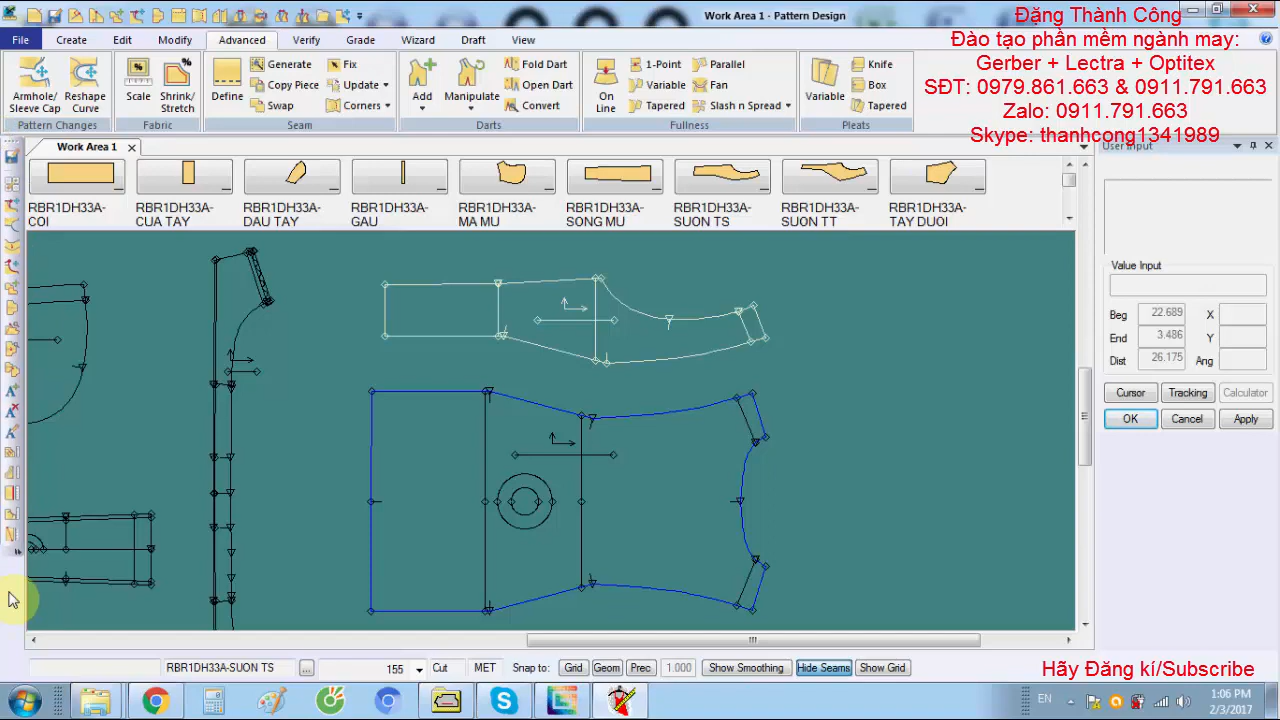 Work Area 1 - Pattern Design
Đặng Thành Công
Đào tạo phần mềm ngành may:
Gerber + Lectra + Optitex
SĐT: 0979.861.663 & 0911.791.663
Zalo: 0911.791.663
Skype: thanhcong1341989
File Create Edit Modify Advanced Verify Grade Wizard Draft View
Armhole/
Sleeve Cap
Reshape
Curve
Pattern Changes
Scale
Shrink/
Stretch
Fabric
Define
Generate
Copy Piece
Swap
Fix
Update
Corners
Seam
Add
Manipulate
Fold Dart
Open Dart
Convert
Darts
On
Line
1-Point
Variable
Tapered
Parallel
Fan
Slash n Spread
Fullness
Variable
Knife
Box
Tapered
Pleats
Work Area 1
RBR1DH33A-
COI
RBR1DH33A-
CUA TAY
RBR1DH33A-
DAU TAY
RBR1DH33A-
GAU
RBR1DH33A-
MA MU
RBR1DH33A-
SONG MU
RBR1DH33A-
SUON TS
RBR1DH33A-
SUON TT
RBR1DH33A-
TAY DUOI
User Input
Value Input
Beg 22.689 X
End 3.486 Y
Dist 26.175 Ang
Cursor Tracking Calculator
OK Cancel Apply
RBR1DH33A-SUON TS ... 155 Cut MET Snap to: Grid Geom Prec 1.000 Show Smoothing Hide Seams Show Grid
Hãy Đăng kí/Subscribe
EN
1:06 PM
2/3/2017